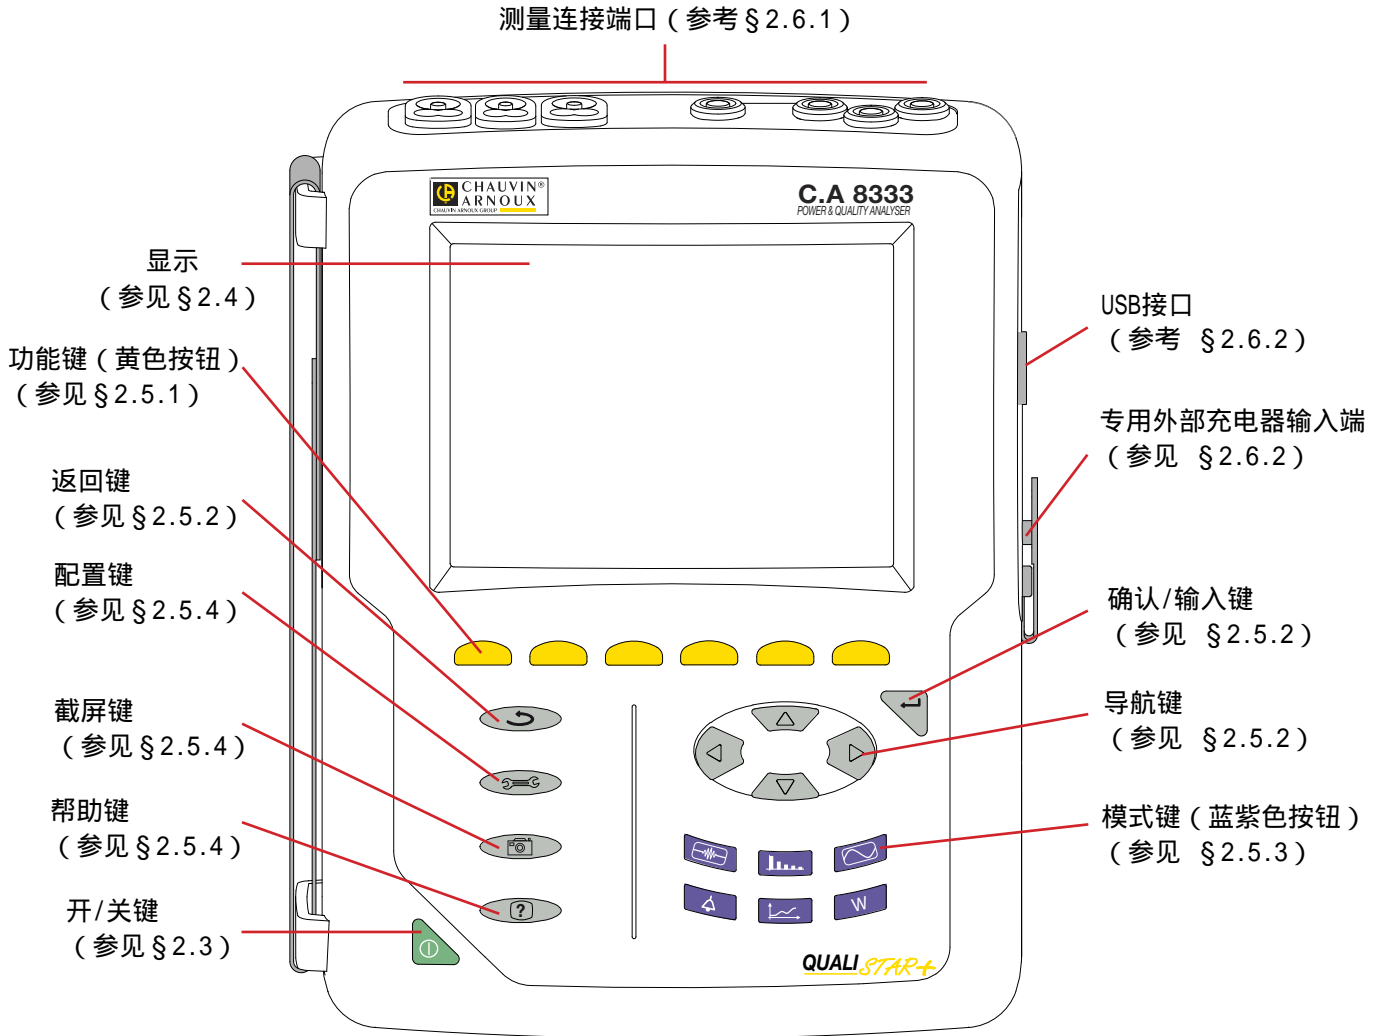 测量连接端口（参考§2.6.1）
CHAUVIN®
ARNOUX
CHAUVIN ARNOUX GROUP
C.A 8333
POWER & QUALITY ANALYSER
显示
（参见§2.4）
功能键（黄色按钮）
（参见§2.5.1）
返回键
（参见§2.5.2）
配置键
（参见§2.5.4）
截屏键
（参见§2.5.4）
帮助键
（参见§2.5.4）
开/关键
（参见§2.3）
USB接口
（参考 §2.6.2）
专用外部充电器输入端
（参见 §2.6.2）
确认/输入键
（参见 §2.5.2）
导航键
（参见 §2.5.2）
模式键（蓝紫色按钮）
（参见 §2.5.3）
?
W
QUALISTAR+